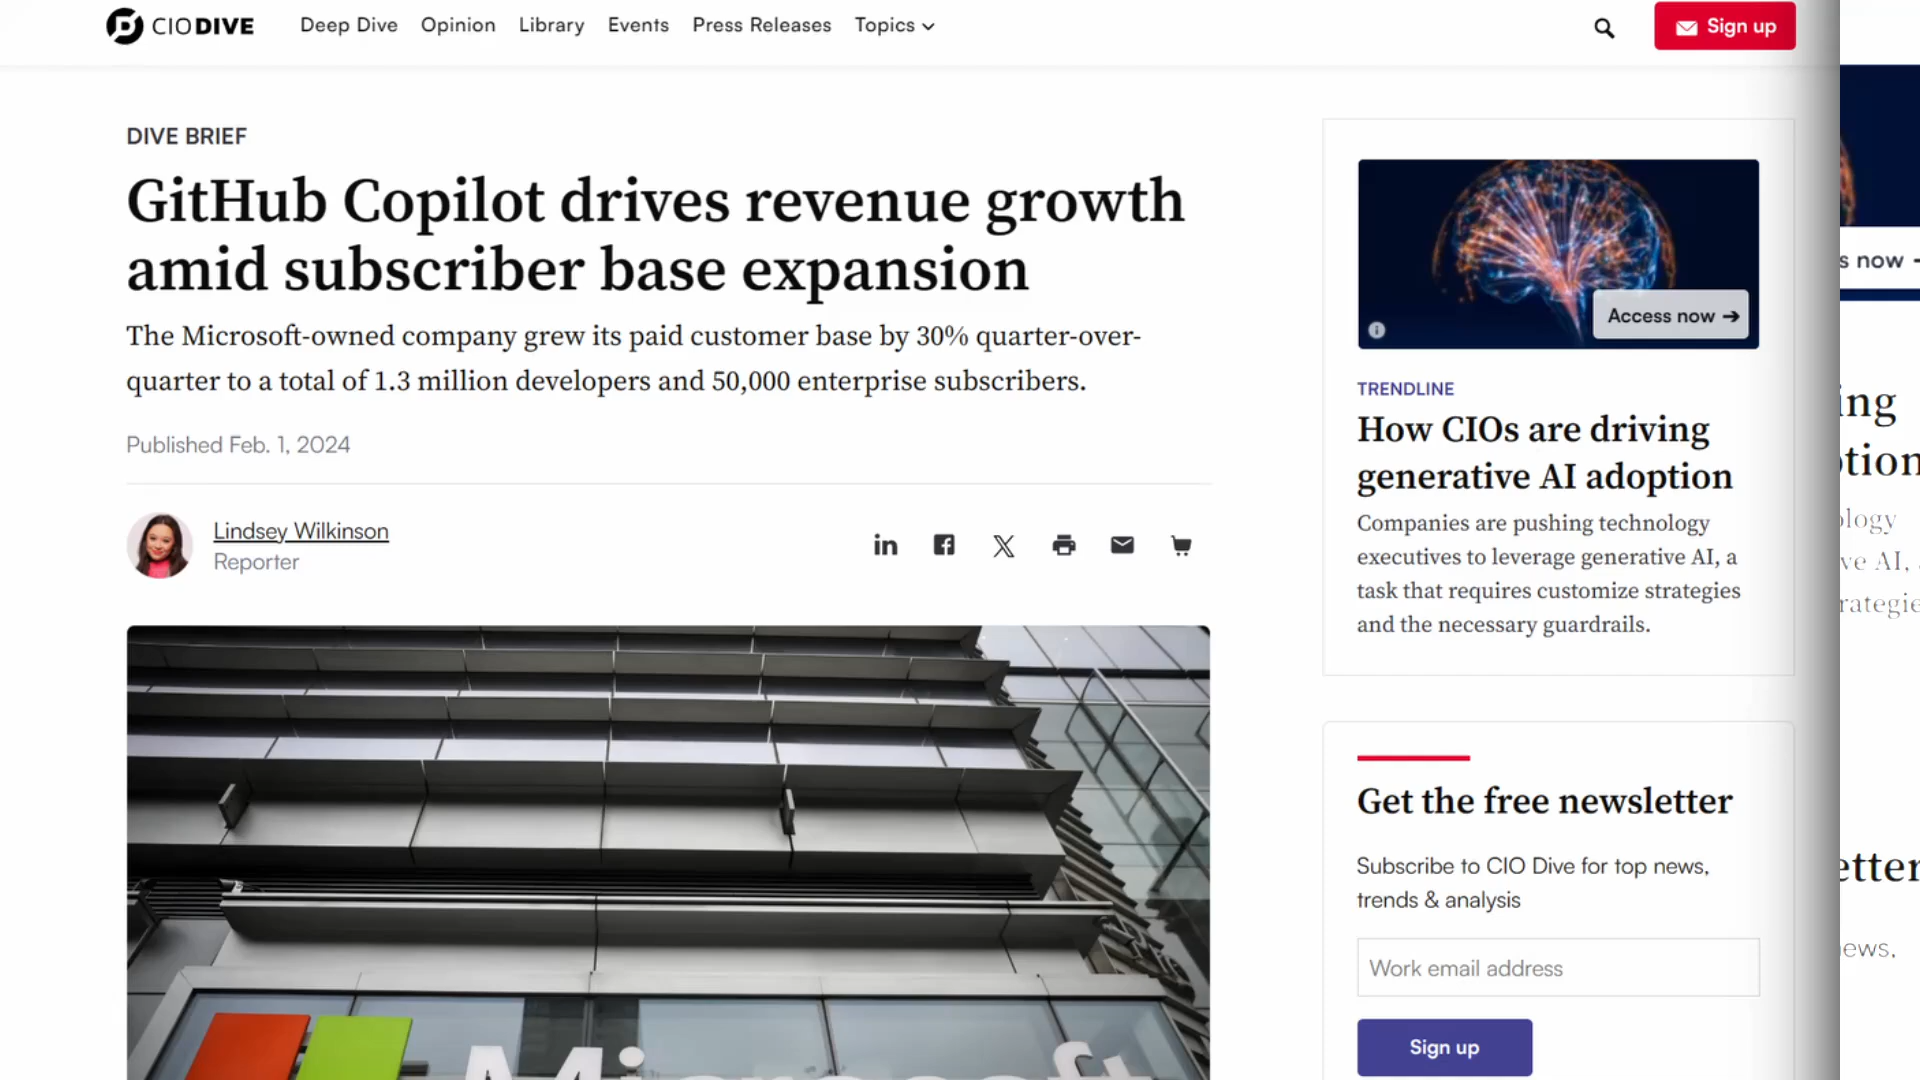 CIO DIVE
Deep Dive
Opinion
Library
Events
Press Releases
Topics
Sign up
DIVE BRIEF
GitHub Copilot drives revenue growth
amid subscriber base expansion
The Microsoft-owned company grew its paid customer base by 30% quarter-over-
quarter to a total of 1.3 million developers and 50,000 enterprise subscribers.
Published Feb. 1, 2024
Lindsey Wilkinson
Reporter
Access now →
TRENDLINE
How CIOs are driving
generative AI adoption
Companies are pushing technology
executives to leverage generative AI, a
task that requires customize strategies
and the necessary guardrails.
Get the free newsletter
Subscribe to CIO Dive for top news,
trends & analysis
Work email address
Sign up
Microsoft
s now
ing
tion
ology
ve AI,
rategie
etter
ews,